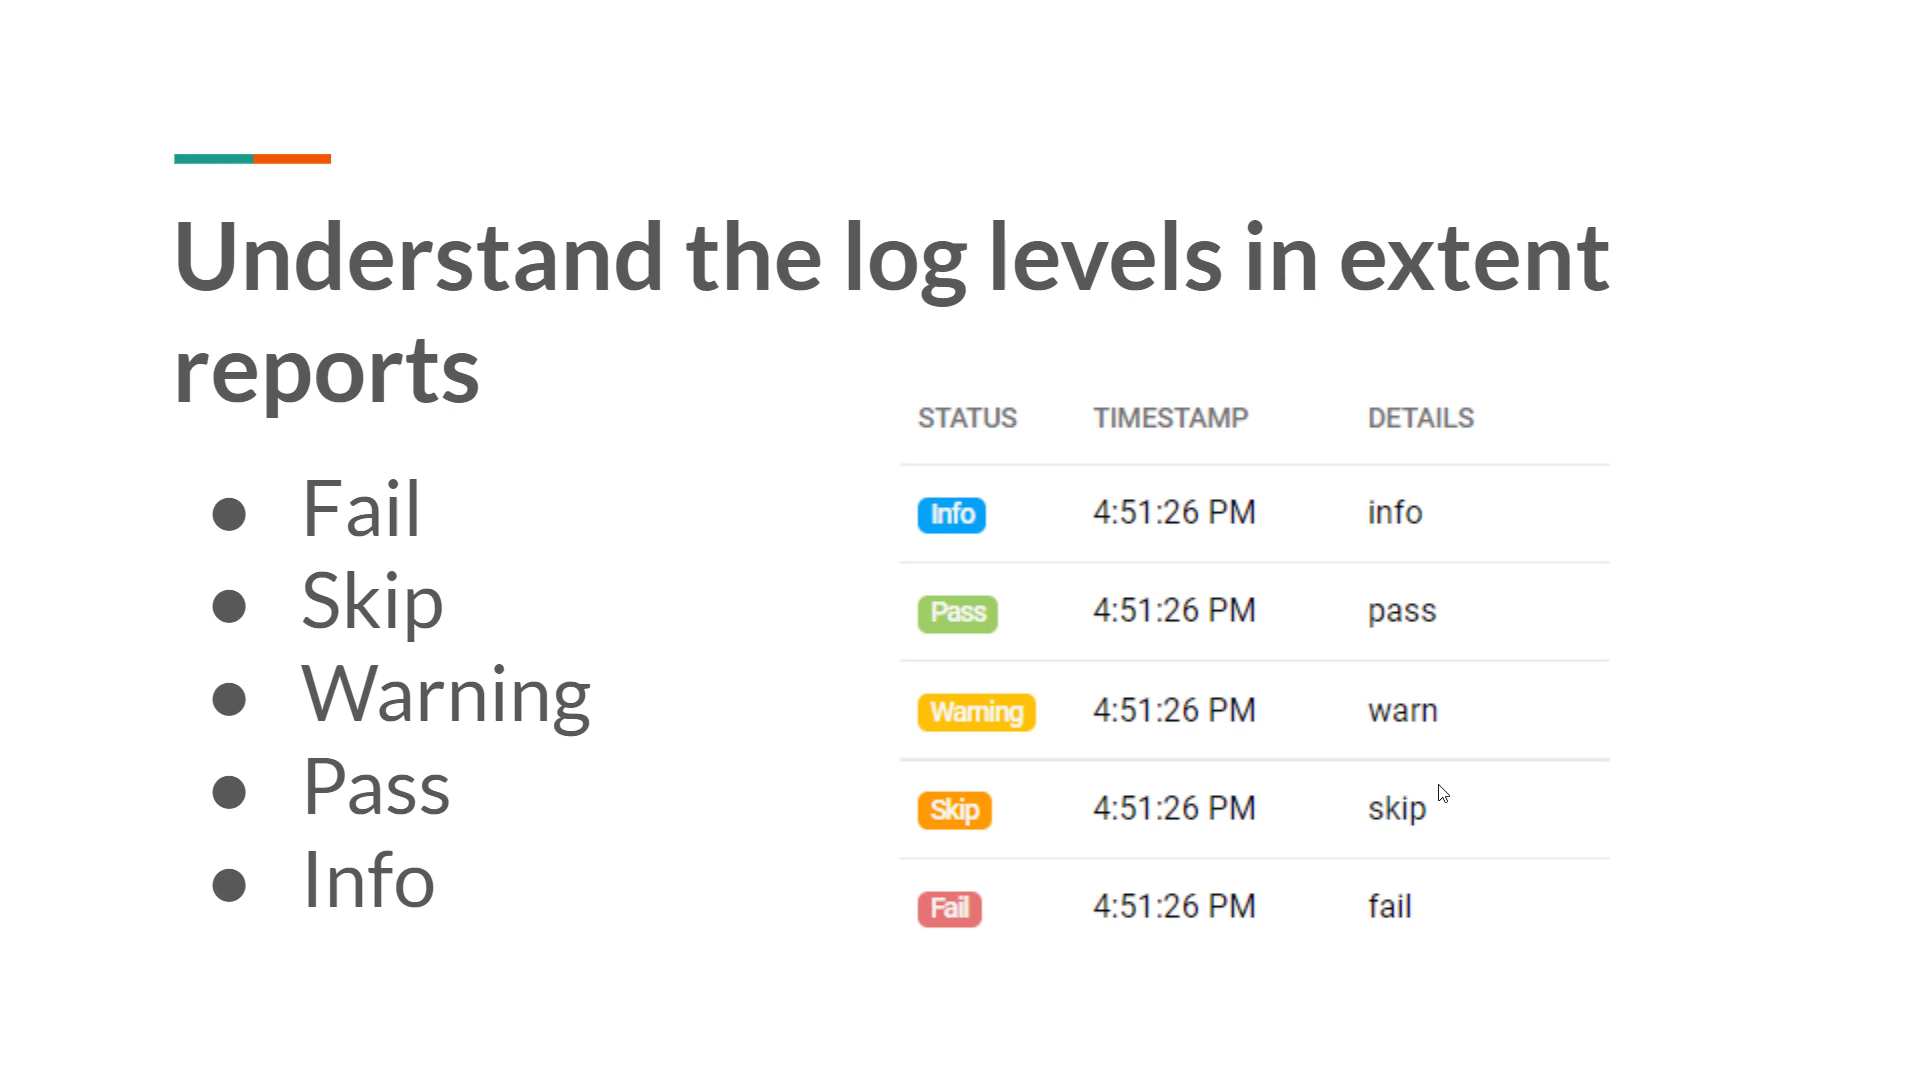 Understand the log levels in extent
reports
● Fail
● Skip
● Warning
● Pass
● Info
STATUS TIMESTAMP DETAILS
Info 4:51:26 PM info
Pass 4:51:26 PM pass
Warning 4:51:26 PM warn
Skip 4:51:26 PM skip
Fail 4:51:26 PM fail